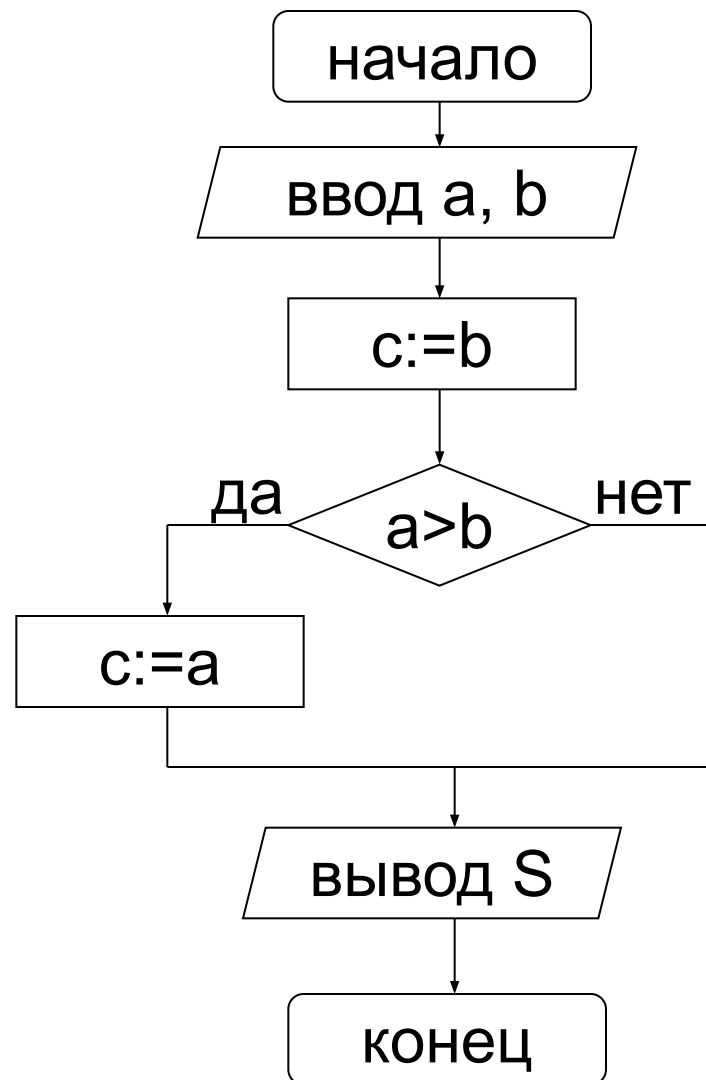 начало
ввод a, b
c:=b
да
a>b
нет
c:=a
вывод S
конец